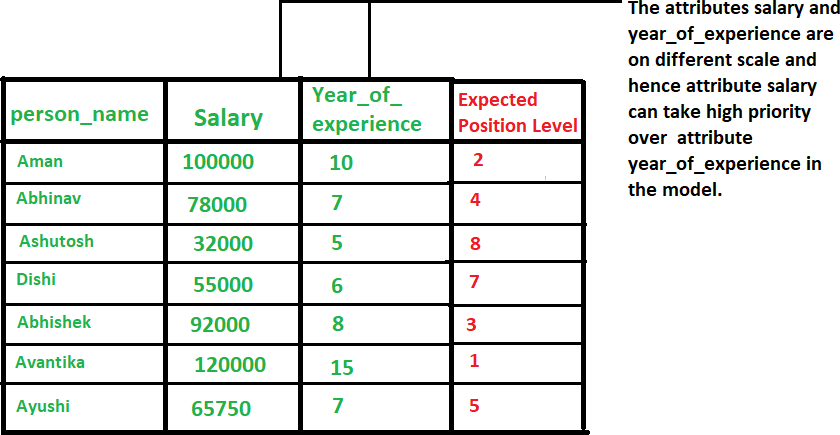 The attributes salary and
year_of_experience are
on different scale and
hence attribute salary
can take high priority
over attribute
year_of_experience in
the model.
person_name Salary Year_of_ Expected
experience Position Level
Aman 100000 10 2
Abhinav 78000 7 4
Ashutosh 32000 5 8
Dishi 55000 6 7
Abhishek 92000 8 3
Avantika 120000 15 1
Ayushi 65750 7 5